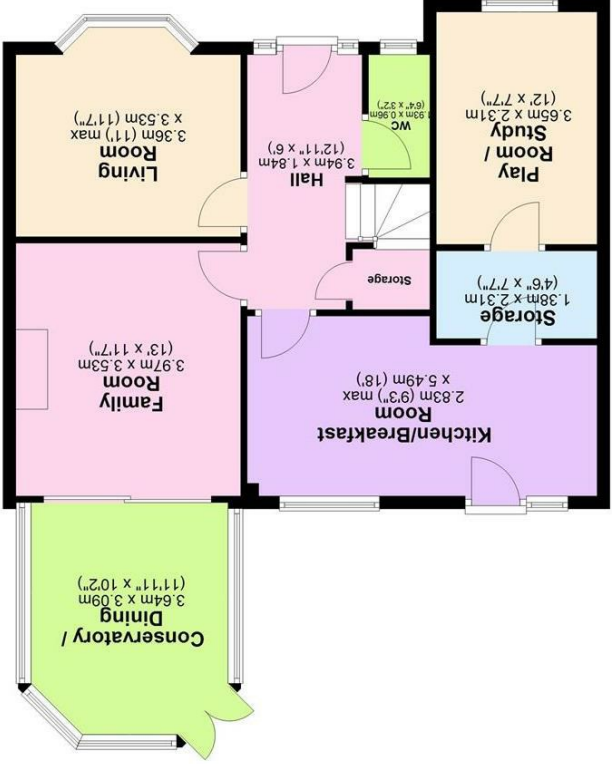 Conservatory /
Dining
3.64m x 3.09m
(11'11" x 10'2")
Kitchen/Breakfast
Room
2.83m (9'3") max
x 5.49m (18')
Family
Room
3.97m x 3.53m
(13' x 11'7")
Storage
1.38m x 2.31m
(4'6" x 7'7")
Storage
Hall
3.94m x 1.84m
(12'11" x 6')
Living
Room
3.36m (11') max
x 3.53m (11'7")
Play /
Room /
Study
3.65m x 2.31m
(12' x 7'7")
WC
1.93m x 0.96m
(6'4" x 3'2")